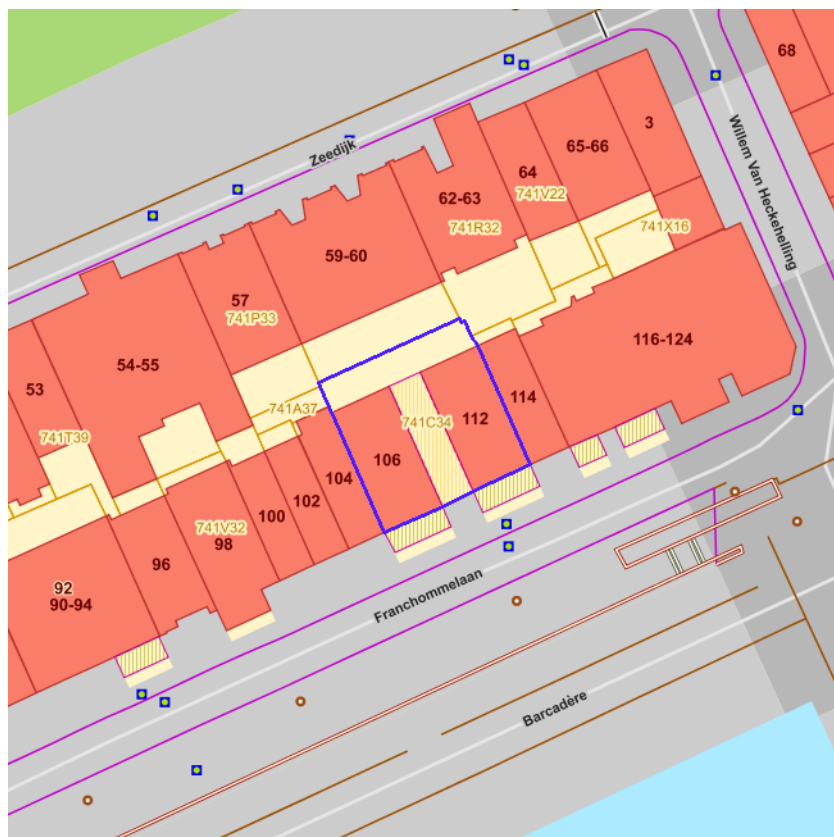 68
Zeedijk
3
65-66
64
741V22
Willem Van Heckehelling
62-63
741R32
741X16
59-60
57
741P33
54-55
53
116-124
741A37
114
741C34
112
741T39
106
104
102
100
741V32
98
96
92
90-94
Franchommelaan
Barcadère